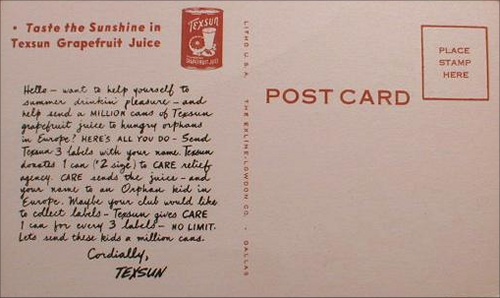 • Taste the Sunshine in
Texsun Grapefruit Juice
TEXSUN
GRAPEFRUIT JUICE
Hello - want to help yourself to
summer drinkin' pleasure - and
help send a MILLION cans of Texsun
grapefruit juice to hungry orphans
in Europe? HERE'S ALL YOU DO - Send
Texsun 3 labels with your name. Texsun
donates 1 can (#2 size) to CARE relief
agency. CARE sends the juice - and
your name to an Orphan kid in
Europe. Maybe your club would like
to collect labels - Texsun gives CARE
1 can for every 3 labels - NO LIMIT.
Let's send these kids a million cans.
Cordially,
TEXSUN
LITHO U.S.A. THE EXLINE-LOWDON CO. • DALLAS
POST CARD
PLACE
STAMP
HERE